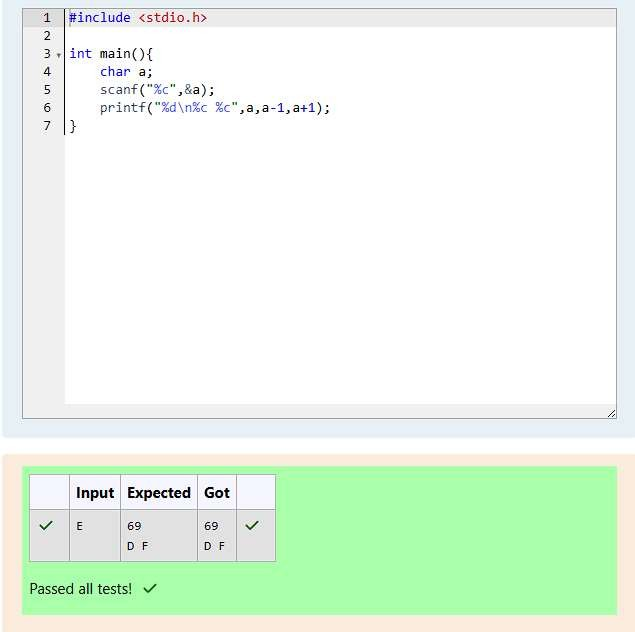 1 #include <stdio.h>
2
3 int main(){
4     char a;
5     scanf("%c",&a);
6     printf("%d\n%c %c",a,a-1,a+1);
7 }
Input Expected Got
E 69 69
D F D F
Passed all tests!